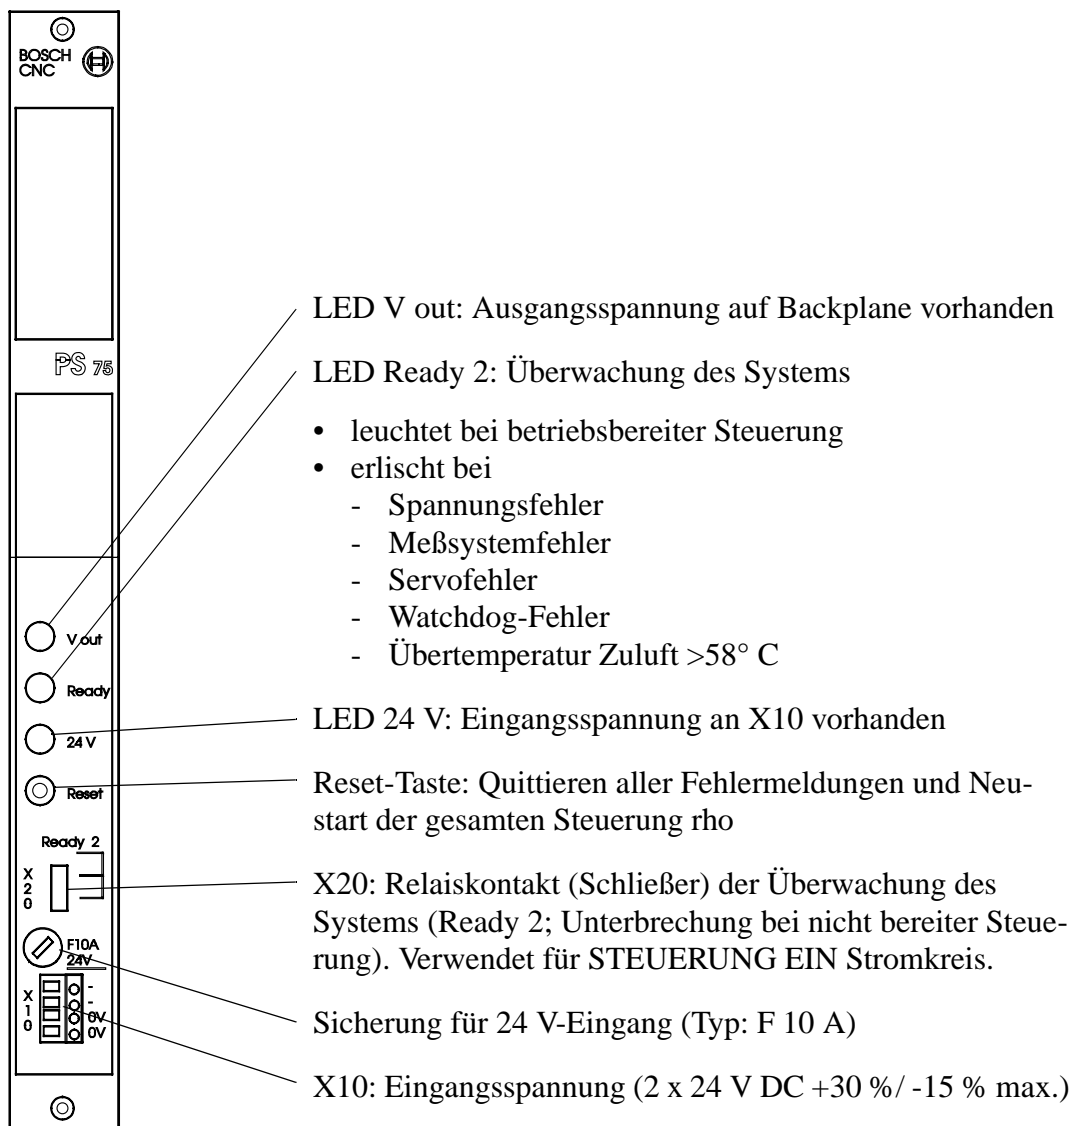 BOSCH
CNC
PS 75
V out
Ready
24 V
Reset
Ready 2
X20
F10A
24V
X10
-
-
0V
0V
LED V out: Ausgangsspannung auf Backplane vorhanden
LED Ready 2: Überwachung des Systems
• leuchtet bei betriebsbereiter Steuerung
• erlischt bei
- Spannungsfehler
- Meßsystemfehler
- Servofehler
- Watchdog-Fehler
- Übertemperatur Zuluft >58° C
LED 24 V: Eingangsspannung an X10 vorhanden
Reset-Taste: Quittieren aller Fehlermeldungen und Neu-
start der gesamten Steuerung rho
X20: Relaiskontakt (Schließer) der Überwachung des
Systems (Ready 2; Unterbrechung bei nicht bereiter Steue-
rung). Verwendet für STEUERUNG EIN Stromkreis.
Sicherung für 24 V-Eingang (Typ: F 10 A)
X10: Eingangsspannung (2 x 24 V DC +30 %/ -15 % max.)